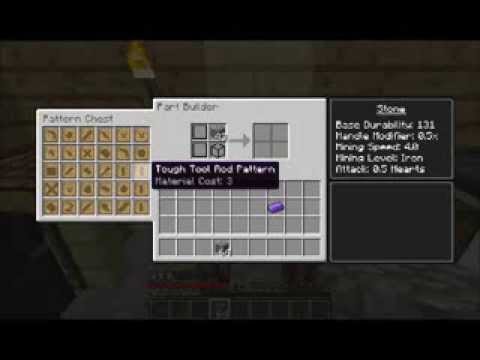 Pattern Chest
Part Builder
Tough Tool Rod Pattern
Material Cost: 3
Stone
Base Durability: 131
Handle Modifier: 0.5x
Mining Speed: 4.0
Mining Level: Iron
Attack: 0.5 Hearts